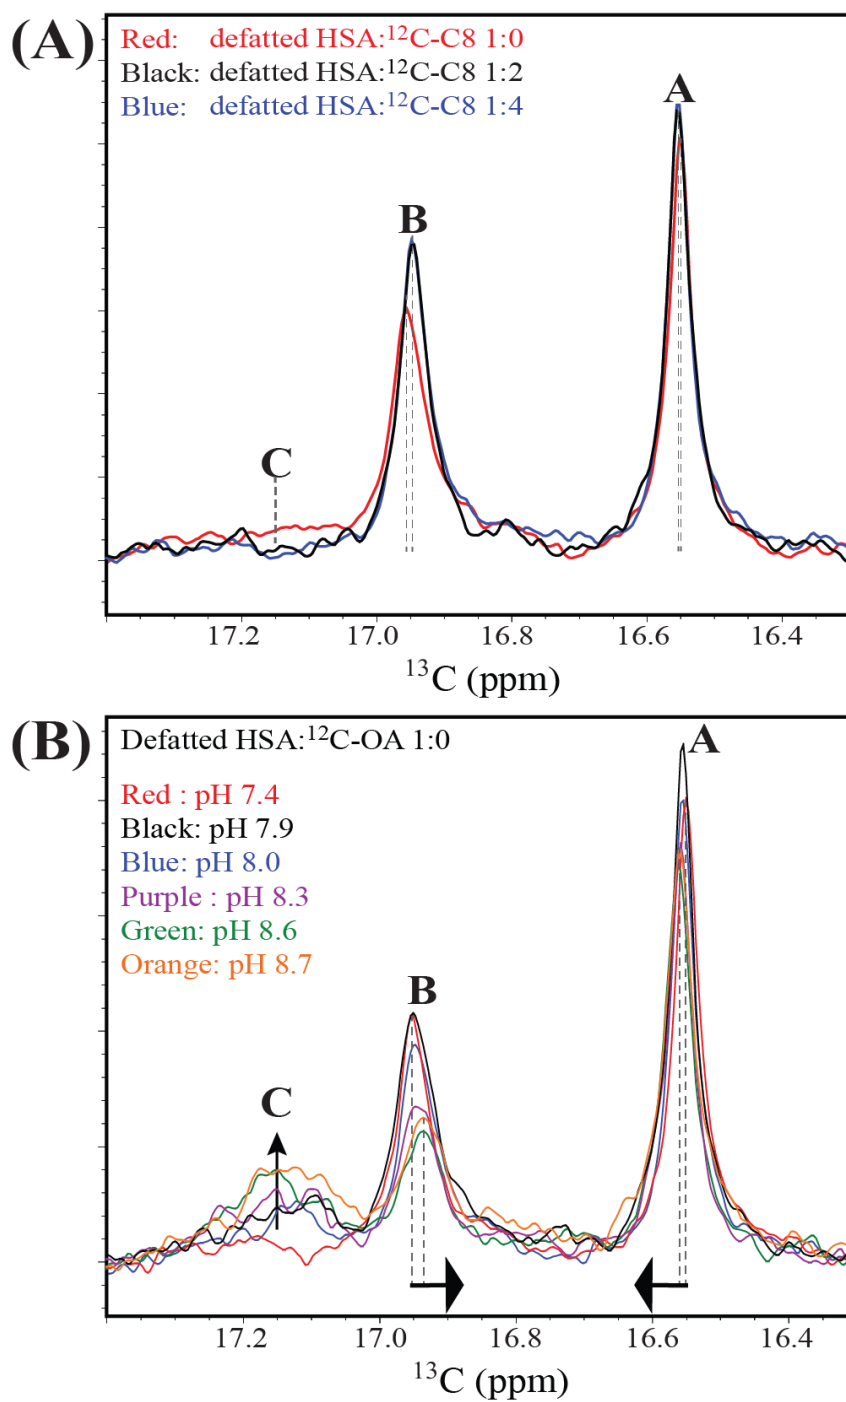 (A)
Red: defatted HSA:¹²C-C8 1:0
Black: defatted HSA:¹²C-C8 1:2
Blue: defatted HSA:¹²C-C8 1:4
A
B
C
17.2 17.0 16.8 16.6 16.4
¹³C (ppm)
(B)
Defatted HSA:¹²C-OA 1:0
A
Red : pH 7.4
Black: pH 7.9
Blue: pH 8.0
Purple : pH 8.3
Green: pH 8.6
Orange: pH 8.7
B
C
17.2 17.0 16.8 16.6 16.4
¹³C (ppm)